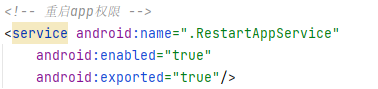 <!-- 重启app权限 -->
<service android:name=".RestartAppService"
android:enabled="true"
android:exported="true"/>